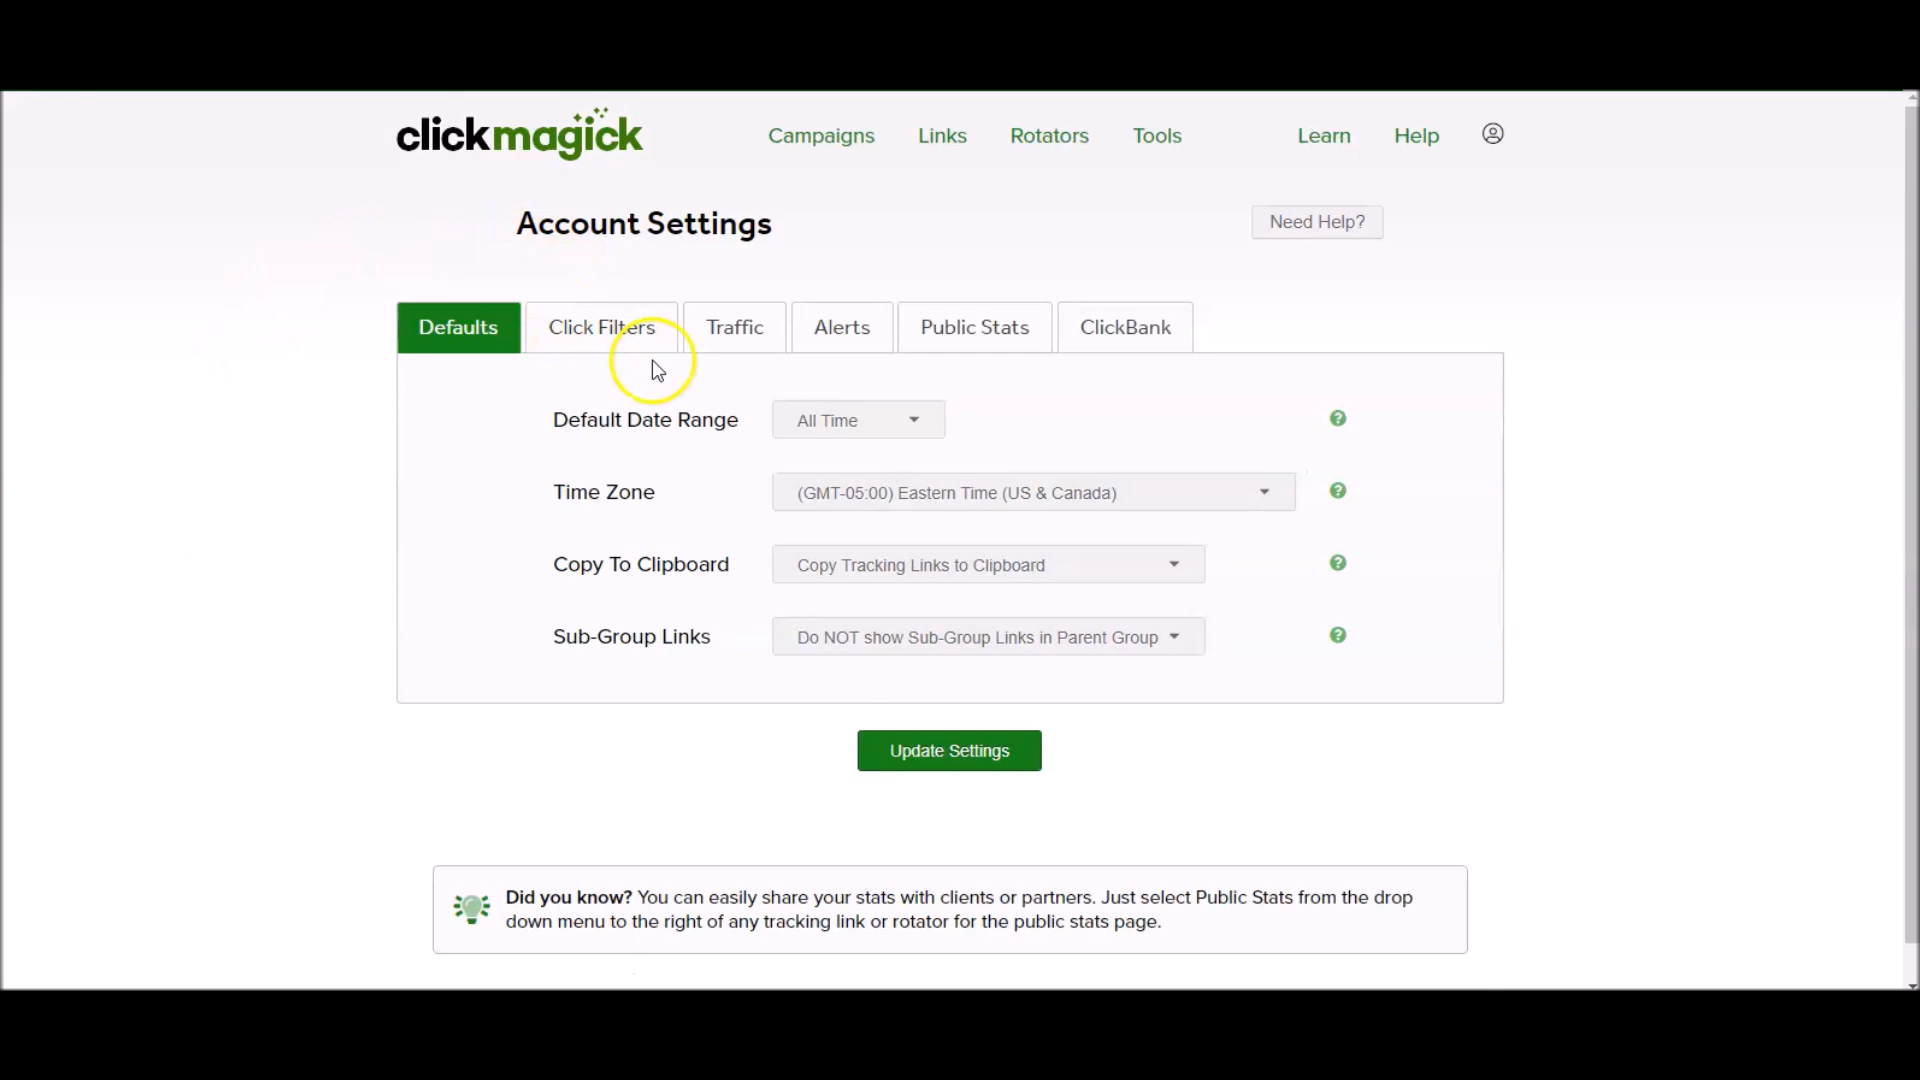 clickmagick
Campaigns Links Rotators Tools Learn Help
Account Settings
Need Help?
Defaults Click Filters Traffic Alerts Public Stats ClickBank
Default Date Range All Time ?
Time Zone (GMT-05:00) Eastern Time (US & Canada) ?
Copy To Clipboard Copy Tracking Links to Clipboard ?
Sub-Group Links Do NOT show Sub-Group Links in Parent Group ?
Update Settings
Did you know? You can easily share your stats with clients or partners. Just select Public Stats from the drop
down menu to the right of any tracking link or rotator for the public stats page.